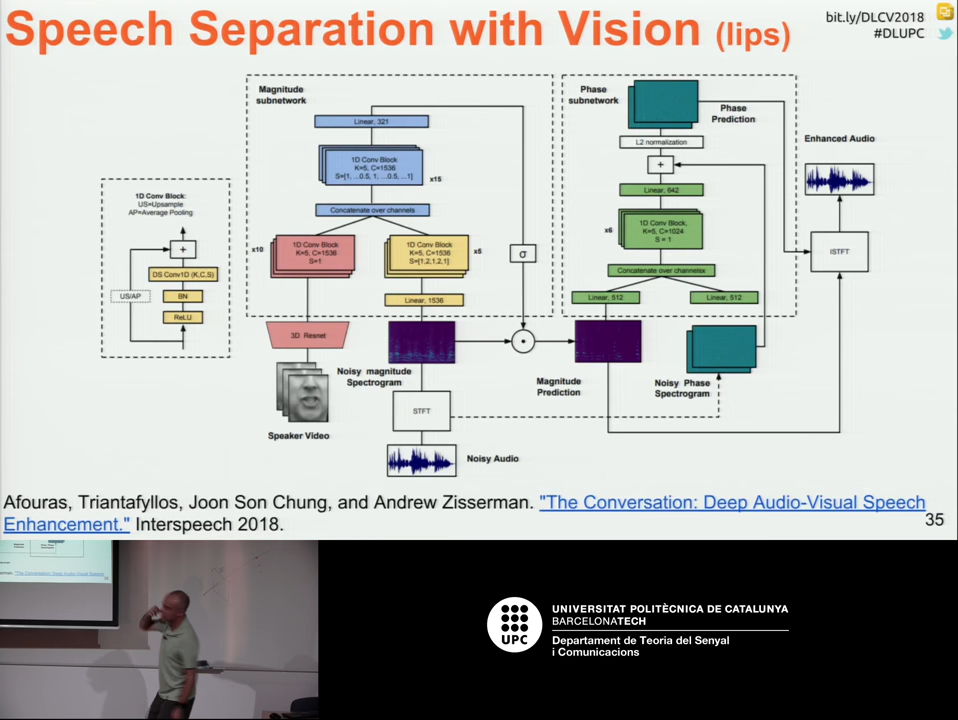 Speech Separation with Vision (lips)
bit.ly/DLCV2018
#DLUPC
Magnitude
subnetwork
Linear, 321
1D Conv Block
K=5, C=1536
S=[1, ...0.5, 1, ...0.5, ...1]
x15
Concatenate over channels
x10
1D Conv Block
K=5, C=1536
S=1
1D Conv Block
K=5, C=1536
S=[1,2,1,2,1]
x5
Linear, 1536
3D Resnet
Noisy magnitude
Spectrogram
Speaker Video
STFT
Noisy Audio
σ
Magnitude
Prediction
1D Conv Block:
US=Upsample
AP=Average Pooling
+
DS Conv1D (K,C,S)
US/AP
BN
ReLU
Phase
subnetwork
Phase
Prediction
L2 normalization
+
Linear, 642
x6
1D Conv Block,
K=5, C=1024
S = 1
Concatenate over channelsx
Linear, 512
Linear, 512
Noisy Phase
Spectrogram
Enhanced Audio
ISTFT
Afouras, Triantafyllos, Joon Son Chung, and Andrew Zisserman. "The Conversation: Deep Audio-Visual Speech
Enhancement." Interspeech 2018.
35
UPC
UNIVERSITAT POLITÈCNICA DE CATALUNYA
BARCELONATECH
Departament de Teoria del Senyal
i Comunicacions